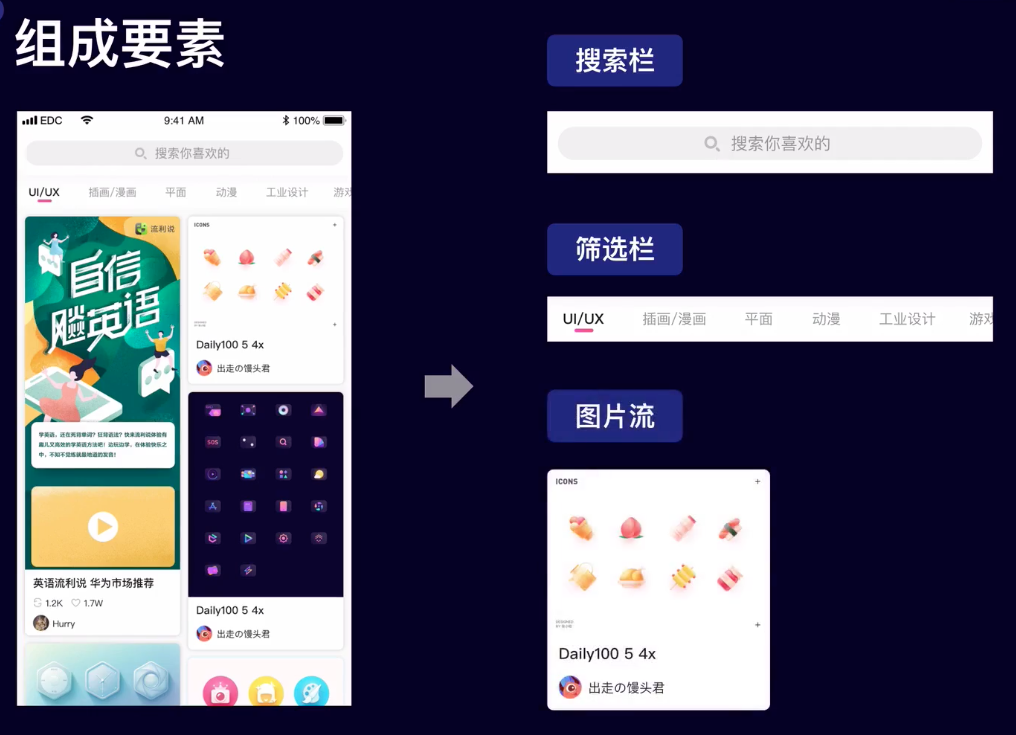 组成要素
EDC
9:41 AM
100%
搜索你喜欢的
UI/UX 插画/漫画 平面 动漫 工业设计 游戏
流利说
自信
飚英语
学英语，还在死背单词？狂背语法？快来流利说体验有
趣儿又高效的学英语方法吧！边玩边学，在体验快乐之
中，不知不觉练就最地道的发音！
英语流利说 华为市场推荐
1.2K 1.7W
Hurry
ICONS
Daily100 5 4x
出走の馒头君
SOS
Daily100 5 4x
出走の馒头君
搜索栏
搜索你喜欢的
筛选栏
UI/UX 插画/漫画 平面 动漫 工业设计 游戏
图片流
ICONS
Daily100 5 4x
出走の馒头君